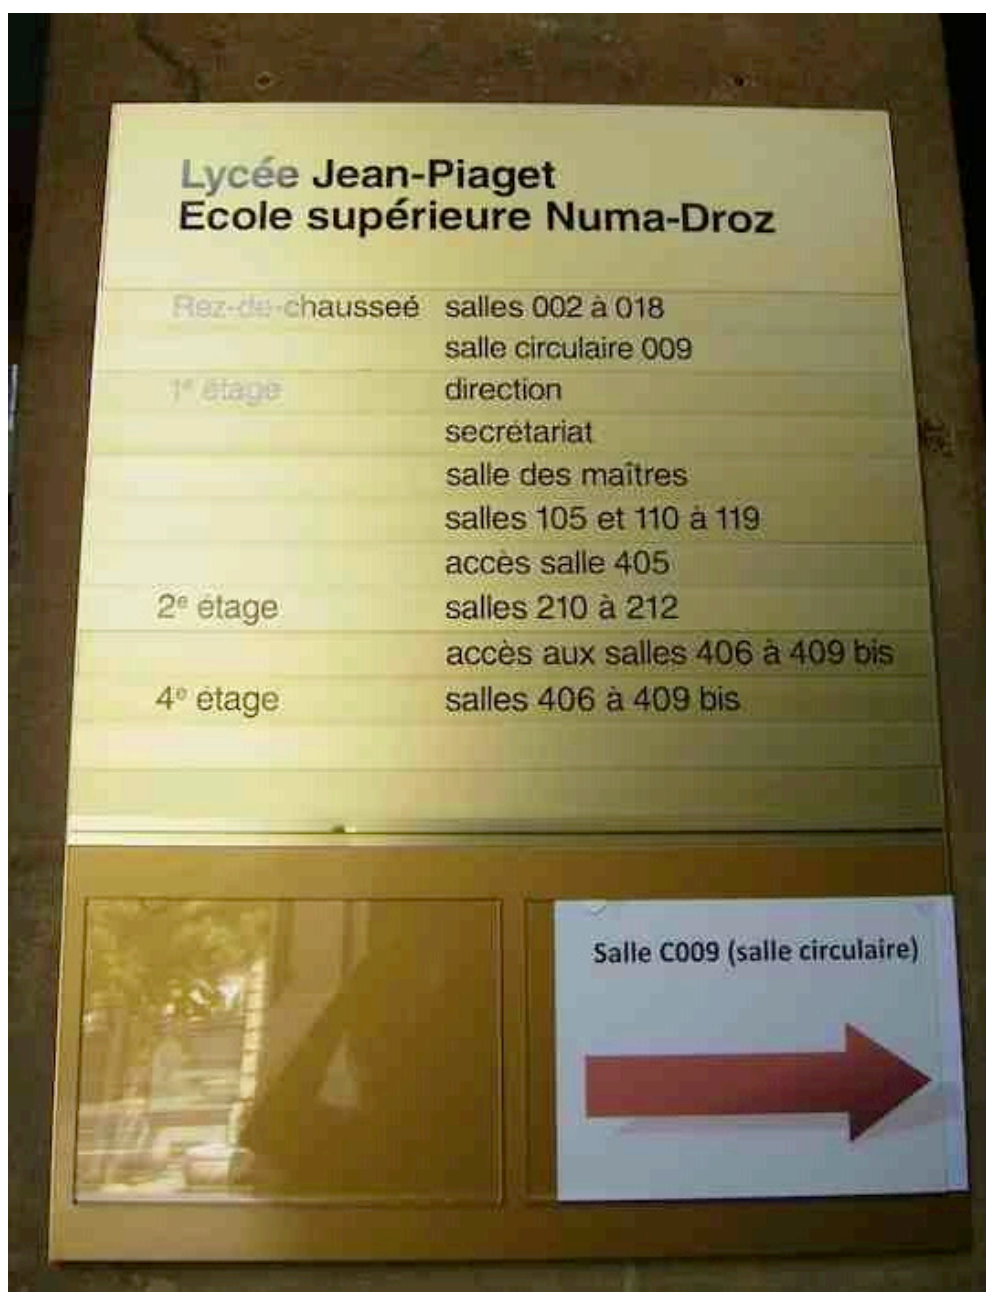 Lycée Jean-Piaget
Ecole supérieure Numa-Droz
Rez-de-chausseé salles 002 à 018
salle circulaire 009
1ᵉ étage direction
secrétariat
salle des maîtres
salles 105 et 110 à 119
accès salle 405
2ᵉ étage salles 210 à 212
accès aux salles 406 à 409 bis
4ᵉ étage salles 406 à 409 bis
Salle C009 (salle circulaire)